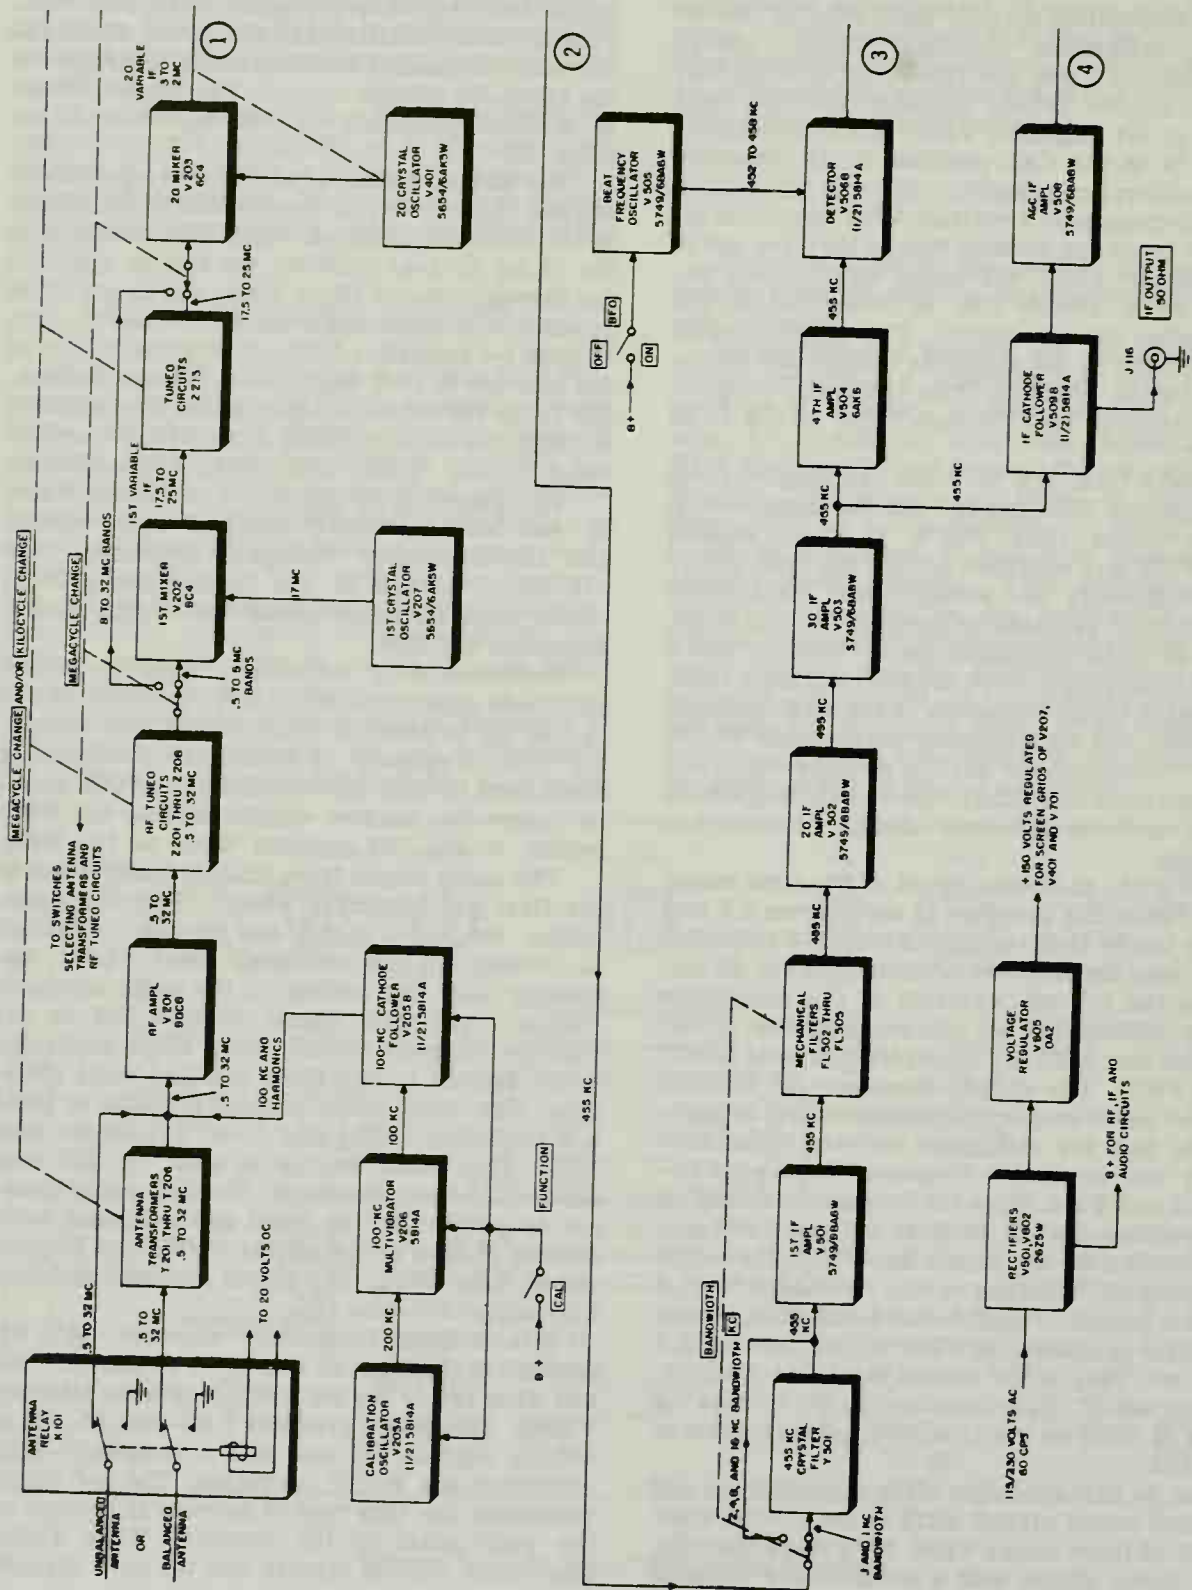 MEGACYCLE CHANGE AND/OR KILOCYCLE CHANGE
MEGACYCLE CHANGE
TO SWITCHES
SELECTING ANTENNA
TRANSFORMERS AND
RF TUNED CIRCUITS
8 TO 32 MC BANDS
ANTENNA
RELAY
K101
UNBALANCED
ANTENNA
OR
BALANCED
ANTENNA
.5 TO 32 MC
.5 TO
32 MC
TO 20 VOLTS DC
ANTENNA
TRANSFORMERS
T201 THRU T206
.5 TO 32 MC
.5 TO 32 MC
RF AMPL
V201
6DC6
.5 TO
32 MC
RF TUNED
CIRCUITS
Z201 THRU Z206
.5 TO 32 MC
.5 TO 8 MC
BANDS
1ST MIXER
V202
6C4
1ST VARIABLE
IF
17.5 TO
25 MC
TUNED
CIRCUITS
Z213
17.5 TO 25 MC
2D MIXER
V203
6C4
2D
VARIABLE
IF
3 TO
2 MC
1
17 MC
1ST CRYSTAL
OSCILLATOR
V207
5654/6AK5W
2D CRYSTAL
OSCILLATOR
V401
5654/6AK5W
CALIBRATION
OSCILLATOR
V205A
(1/2) 5814A
200 KC
100-KC
MULTIVIBRATOR
V206
5814A
100 KC
100-KC CATHODE
FOLLOWER
V205B
(1/2) 5814A
100 KC AND
HARMONICS
B+
CAL
FUNCTION
2
455 KC
B+
OFF
ON
BFO
BEAT
FREQUENCY
OSCILLATOR
V505
5749/6BA6W
452 TO 458 KC
.1 AND 1 KC
BANDWIDTH
2,4,8, AND 16 KC BANDWIDTH
BANDWIDTH
KC
455 KC
CRYSTAL
FILTER
Y501
455
KC
1ST IF
AMPL
V501
5749/6BA6W
455 KC
MECHANICAL
FILTERS
FL502 THRU
FL505
455 KC
2D IF
AMPL
V502
5749/6BA6W
455 KC
3D IF
AMPL
V503
5749/6BA6W
455 KC
4TH IF
AMPL
V504
6AK6
455 KC
DETECTOR
V506B
(1/2) 5814A
3
455 KC
IF CATHODE
FOLLOWER
V509B
(1/2) 5814A
AGC IF
AMPL
V508
5749/6BA6W
4
J116
IF OUTPUT
50 OHM
115/230 VOLTS AC
60 CPS
RECTIFIERS
V801,V802
26Z5W
B+ FOR RF, IF AND
AUDIO CIRCUITS
VOLTAGE
REGULATOR
V605
OA2
+150 VOLTS REGULATED
FOR SCREEN GRIDS OF V207,
V401 AND V701